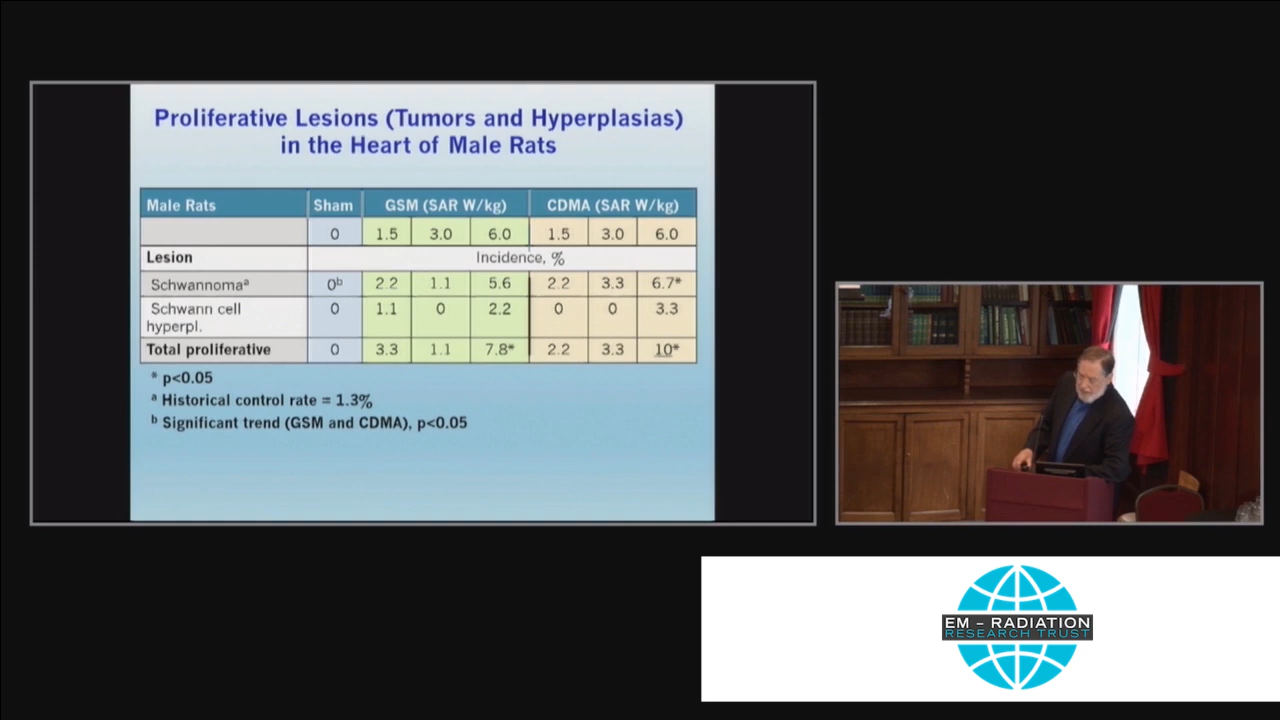 Proliferative Lesions (Tumors and Hyperplasias)
in the Heart of Male Rats
Male Rats Sham GSM (SAR W/kg) CDMA (SAR W/kg)
0 1.5 3.0 6.0 1.5 3.0 6.0
Lesion Incidence, %
Schwannomaᵃ 0ᵇ 2.2 1.1 5.6 2.2 3.3 6.7*
Schwann cell 0 1.1 0 2.2 0 0 3.3
hyperpl.
Total proliferative 0 3.3 1.1 7.8* 2.2 3.3 10*
* p<0.05
ᵃ Historical control rate = 1.3%
ᵇ Significant trend (GSM and CDMA), p<0.05
EM – RADIATION
RESEARCH TRUST